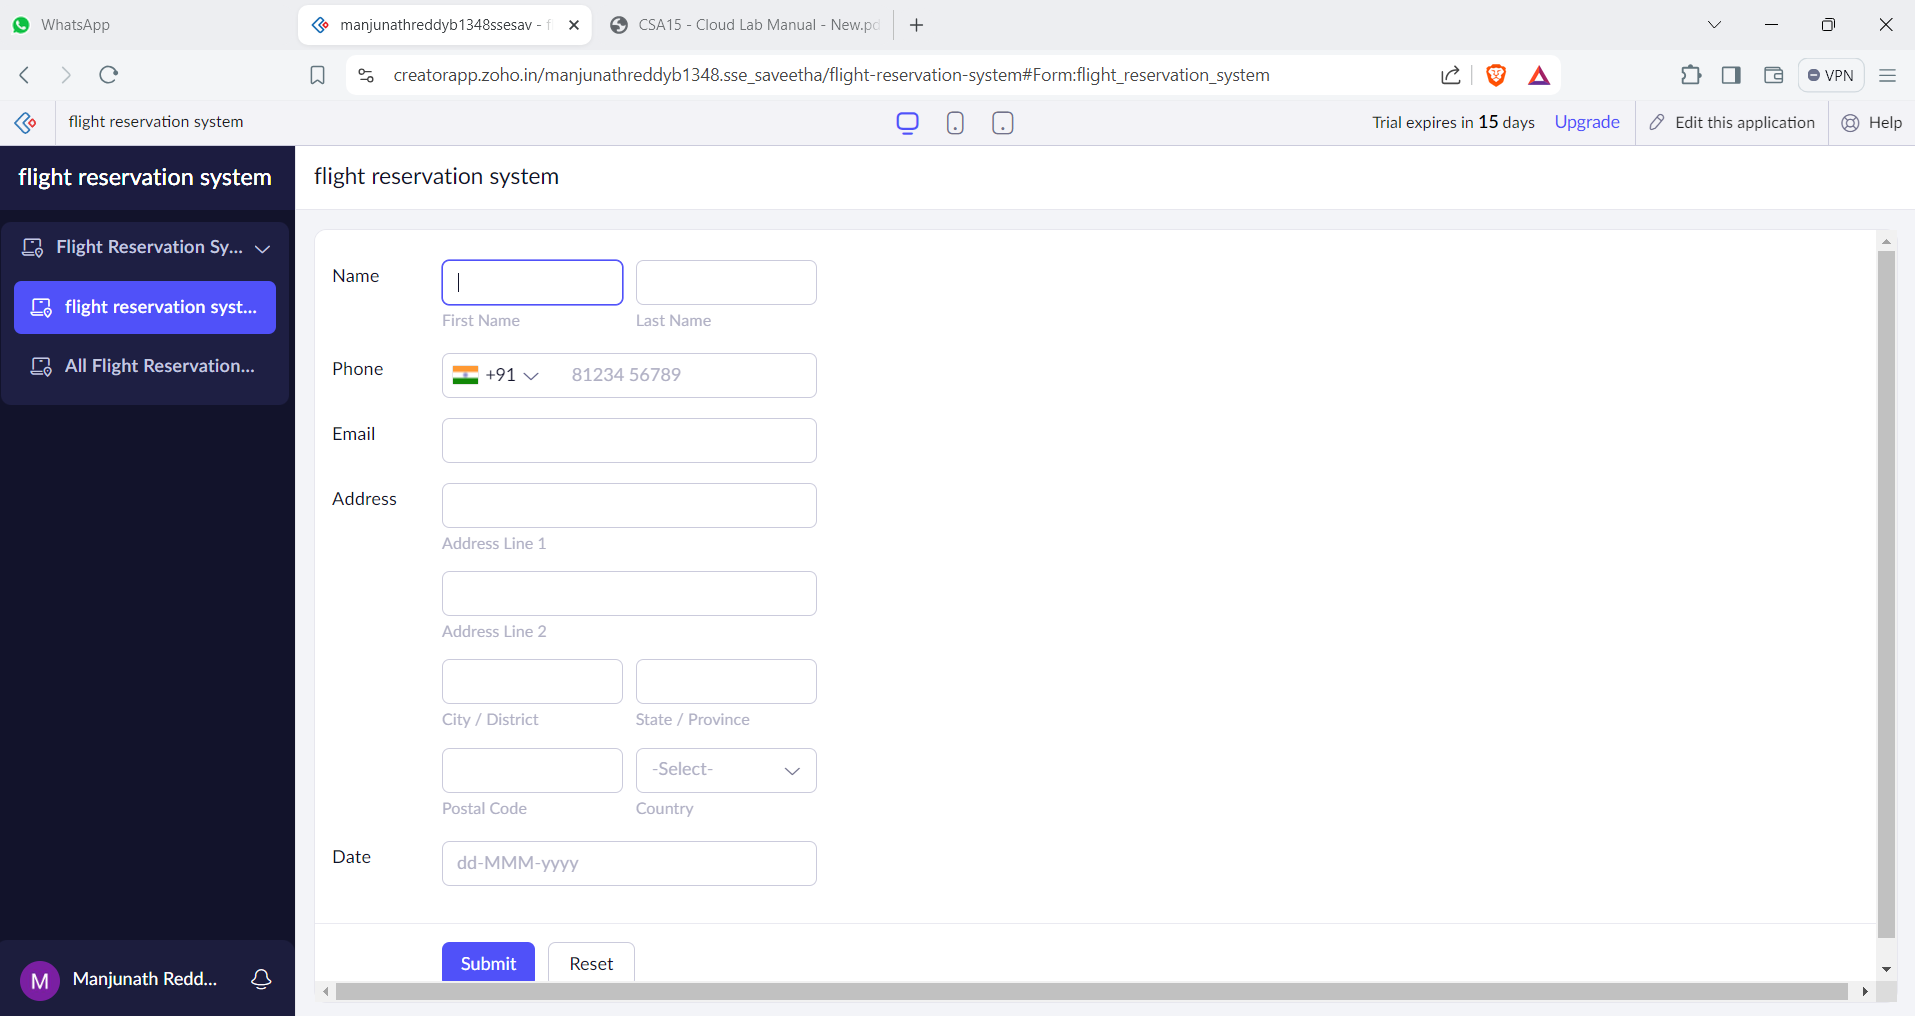 WhatsApp
manjunathreddyb1348ssesav - f
CSA15 - Cloud Lab Manual - New.pd
creatorapp.zoho.in/manjunathreddyb1348.sse_saveetha/flight-reservation-system#Form:flight_reservation_system
VPN
flight reservation system
Trial expires in 15 days
Upgrade
Edit this application
Help
flight reservation system
flight reservation system
Flight Reservation Sy...
flight reservation syst...
All Flight Reservation...
Name
First Name
Last Name
Phone
+91
81234 56789
Email
Address
Address Line 1
Address Line 2
City / District
State / Province
-Select-
Postal Code
Country
Date
dd-MMM-yyyy
Submit
Reset
M
Manjunath Redd...